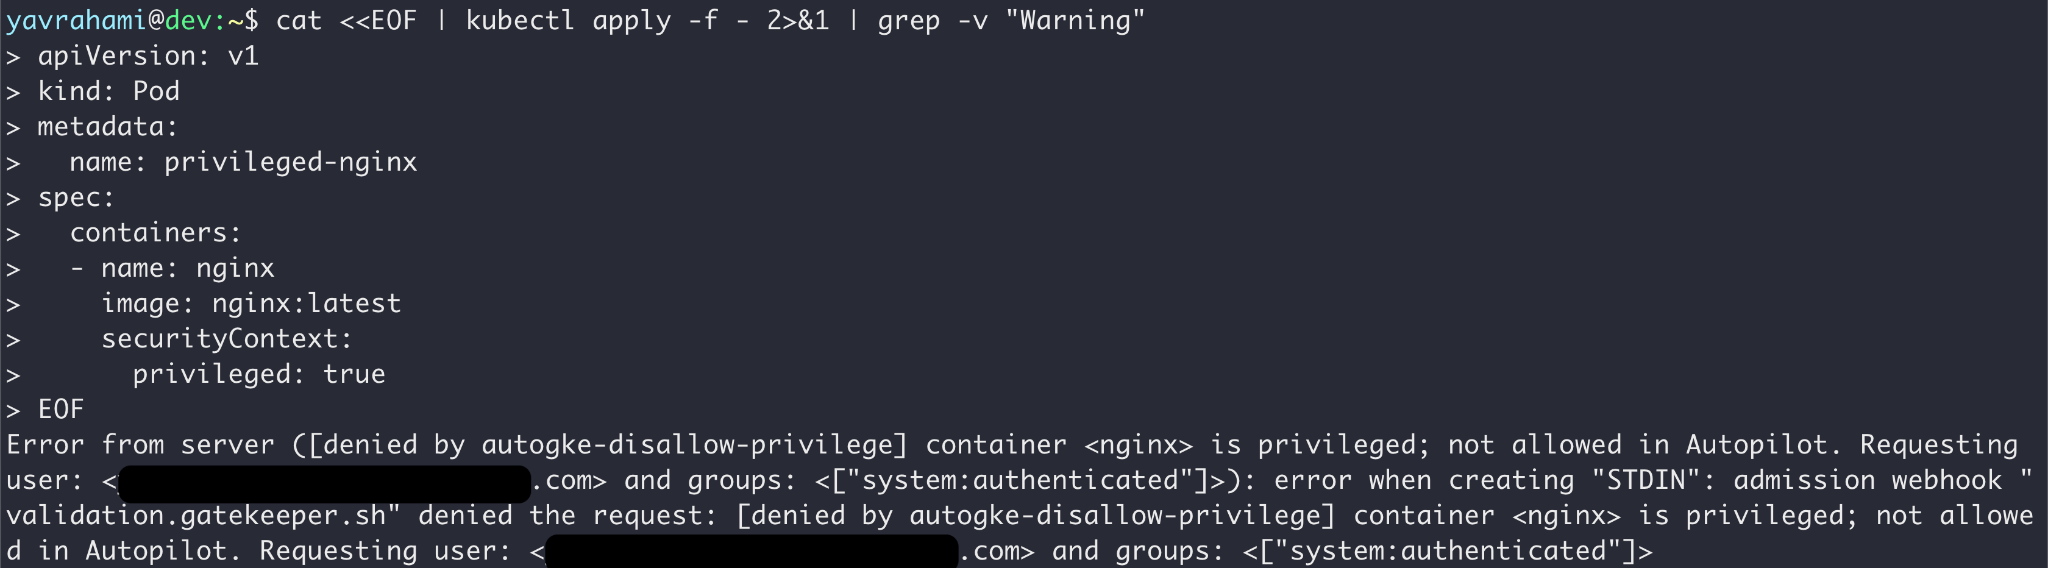 yavrahami@dev:~$ cat <<EOF | kubectl apply -f - 2>&1 | grep -v "Warning"
> apiVersion: v1
> kind: Pod
> metadata:
>   name: privileged-nginx
> spec:
>   containers:
>   - name: nginx
>     image: nginx:latest
>     securityContext:
>       privileged: true
> EOF
Error from server ([denied by autogke-disallow-privilege] container <nginx> is privileged; not allowed in Autopilot. Requesting
user: < .com> and groups: <["system:authenticated"]>): error when creating "STDIN": admission webhook "
validation.gatekeeper.sh" denied the request: [denied by autogke-disallow-privilege] container <nginx> is privileged; not allowe
d in Autopilot. Requesting user: < .com> and groups: <["system:authenticated"]>